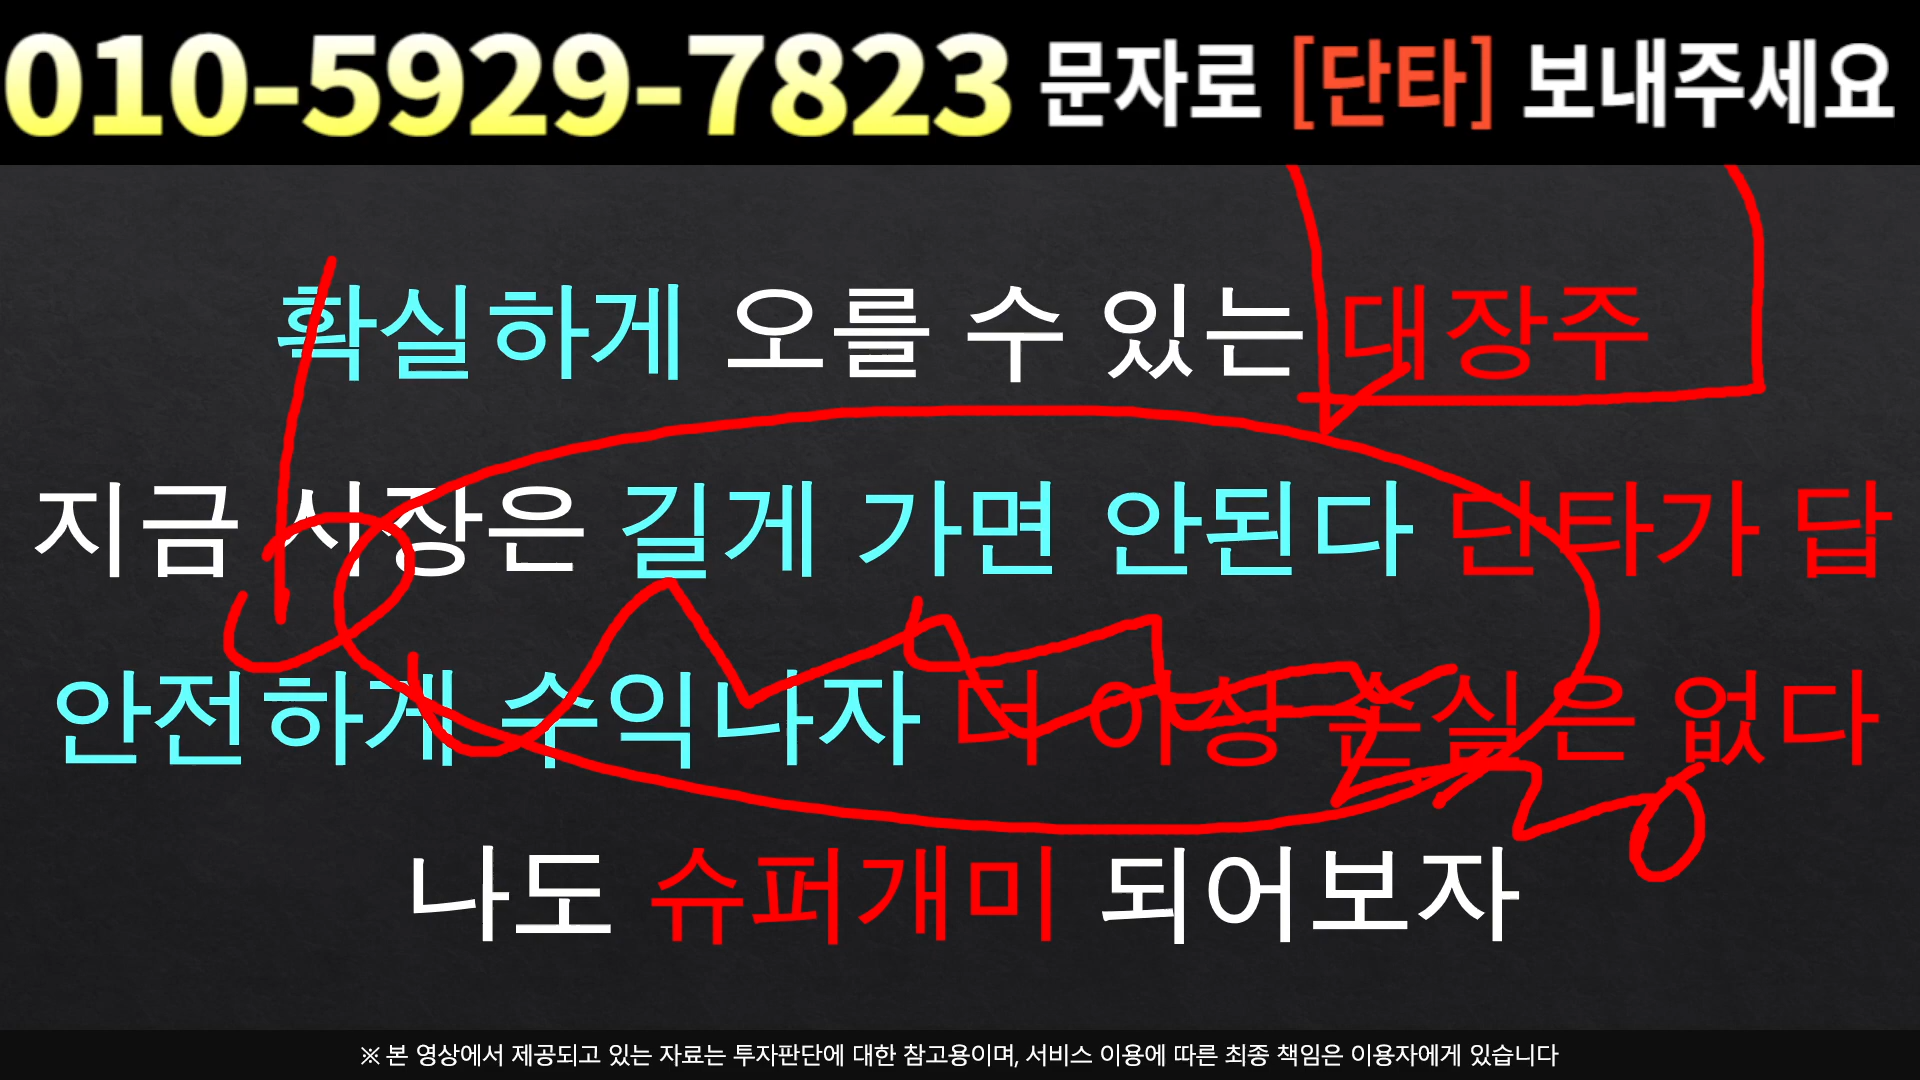 010-5929-7823 문자로 [단타] 보내주세요
확실하게 오를 수 있는 대장주
지금 시장은 길게 가면 안된다 단타가 답
안전하게 수익나자 더 이상 손실은 없다
나도 슈퍼개미 되어보자
※ 본 영상에서 제공되고 있는 자료는 투자판단에 대한 참고용이며, 서비스 이용에 따른 최종 책임은 이용자에게 있습니다